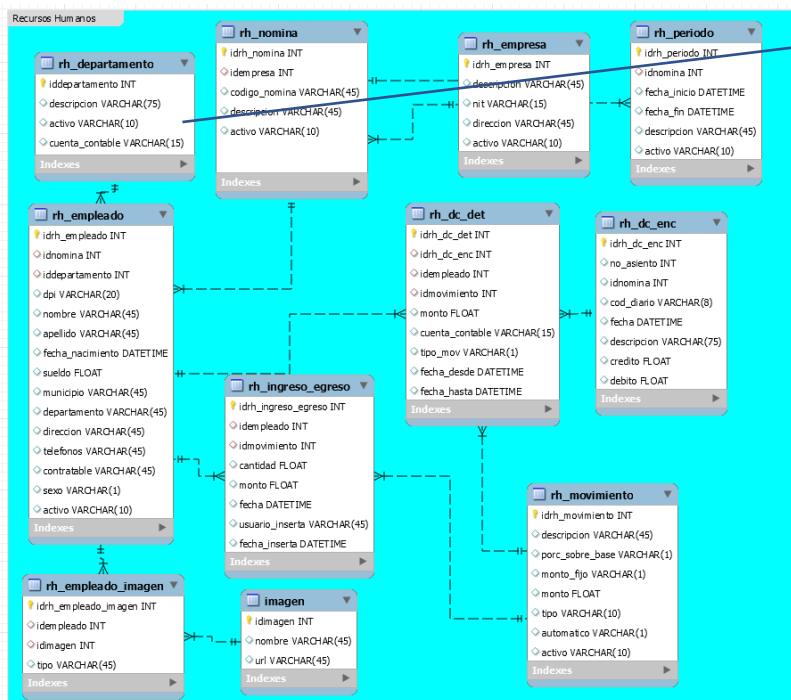 Recursos Humanos
rh_departamento
iddepartamento INT
descripcion VARCHAR(75)
activo VARCHAR(10)
cuenta_contable VARCHAR(15)
Indexes
rh_nomina
idrh_nomina INT
idempresa INT
codigo_nomina VARCHAR(45)
descripcion VARCHAR(45)
activo VARCHAR(10)
Indexes
rh_empresa
idrh_empresa INT
descripcion VARCHAR(45)
nit VARCHAR(15)
direccion VARCHAR(45)
activo VARCHAR(10)
Indexes
rh_periodo
idrh_periodo INT
idnomina INT
fecha_inicio DATETIME
fecha_fin DATETIME
descripcion VARCHAR(45)
activo VARCHAR(10)
Indexes
rh_empleado
idrh_empleado INT
idnomina INT
iddepartamento INT
dpi VARCHAR(20)
nombre VARCHAR(45)
apellido VARCHAR(45)
fecha_nacimiento DATETIME
sueldo FLOAT
municipio VARCHAR(45)
departamento VARCHAR(45)
direccion VARCHAR(45)
telefonos VARCHAR(45)
contratable VARCHAR(45)
sexo VARCHAR(1)
activo VARCHAR(10)
Indexes
rh_dc_det
idrh_dc_det INT
idrh_dc_enc INT
idempleado INT
idmovimiento INT
monto FLOAT
cuenta_contable VARCHAR(15)
tipo_mov VARCHAR(1)
fecha_desde DATETIME
fecha_hasta DATETIME
Indexes
rh_dc_enc
idrh_dc_enc INT
no_asiento INT
idnomina INT
cod_diario VARCHAR(8)
fecha DATETIME
descripcion VARCHAR(75)
credito FLOAT
debito FLOAT
Indexes
rh_ingreso_egreso
idrh_ingreso_egreso INT
idempleado INT
idmovimiento INT
cantidad FLOAT
monto FLOAT
fecha DATETIME
usuario_inserta VARCHAR(45)
fecha_inserta DATETIME
Indexes
rh_movimiento
idrh_movimiento INT
descripcion VARCHAR(45)
porc_sobre_base VARCHAR(1)
monto_fijo VARCHAR(1)
monto FLOAT
tipo VARCHAR(10)
automatico VARCHAR(1)
activo VARCHAR(10)
Indexes
rh_empleado_imagen
idrh_empleado_imagen INT
idempleado INT
idimagen INT
tipo VARCHAR(45)
Indexes
imagen
idimagen INT
nombre VARCHAR(45)
url VARCHAR(45)
Indexes